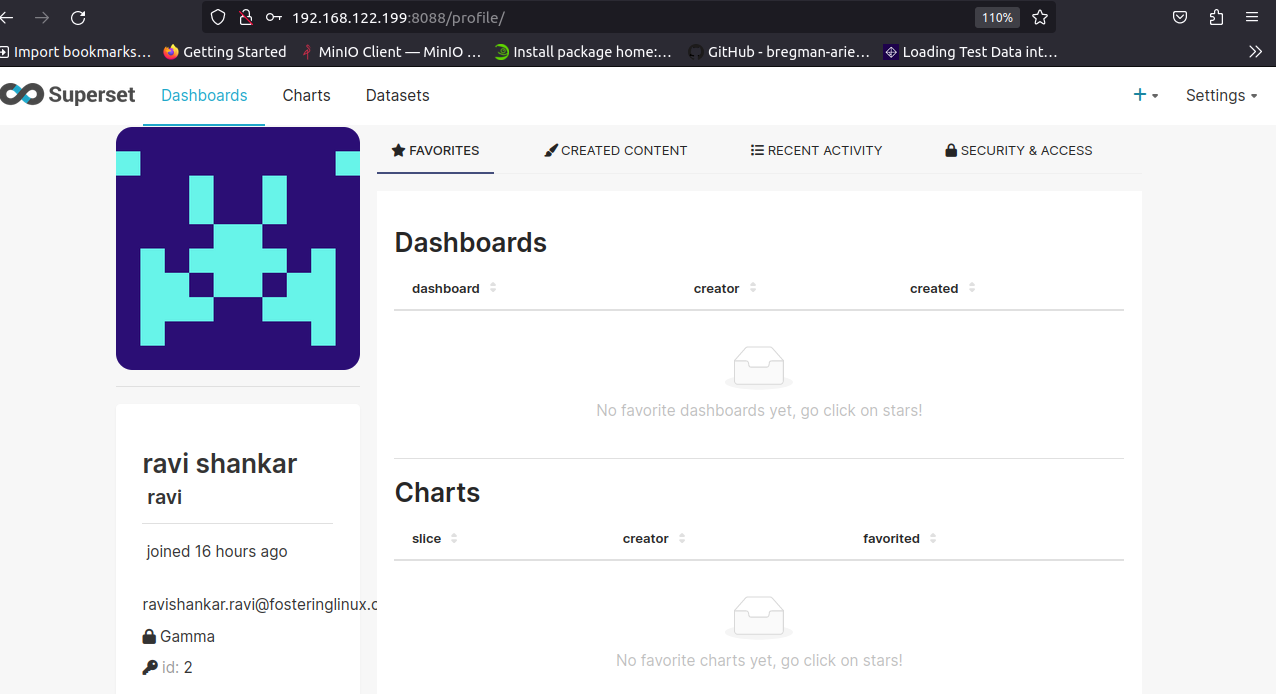 192.168.122.199:8088/profile/
110%
Import bookmarks...
Getting Started
MinIO Client — MinIO ...
Install package home:...
GitHub - bregman-arie...
Loading Test Data int...
Superset
Dashboards
Charts
Datasets
+
Settings
FAVORITES
CREATED CONTENT
RECENT ACTIVITY
SECURITY & ACCESS
ravi shankar
ravi
joined 16 hours ago
ravishankar.ravi@fosteringlinux.c
Gamma
id: 2
Dashboards
dashboard creator created
No favorite dashboards yet, go click on stars!
Charts
slice creator favorited
No favorite charts yet, go click on stars!